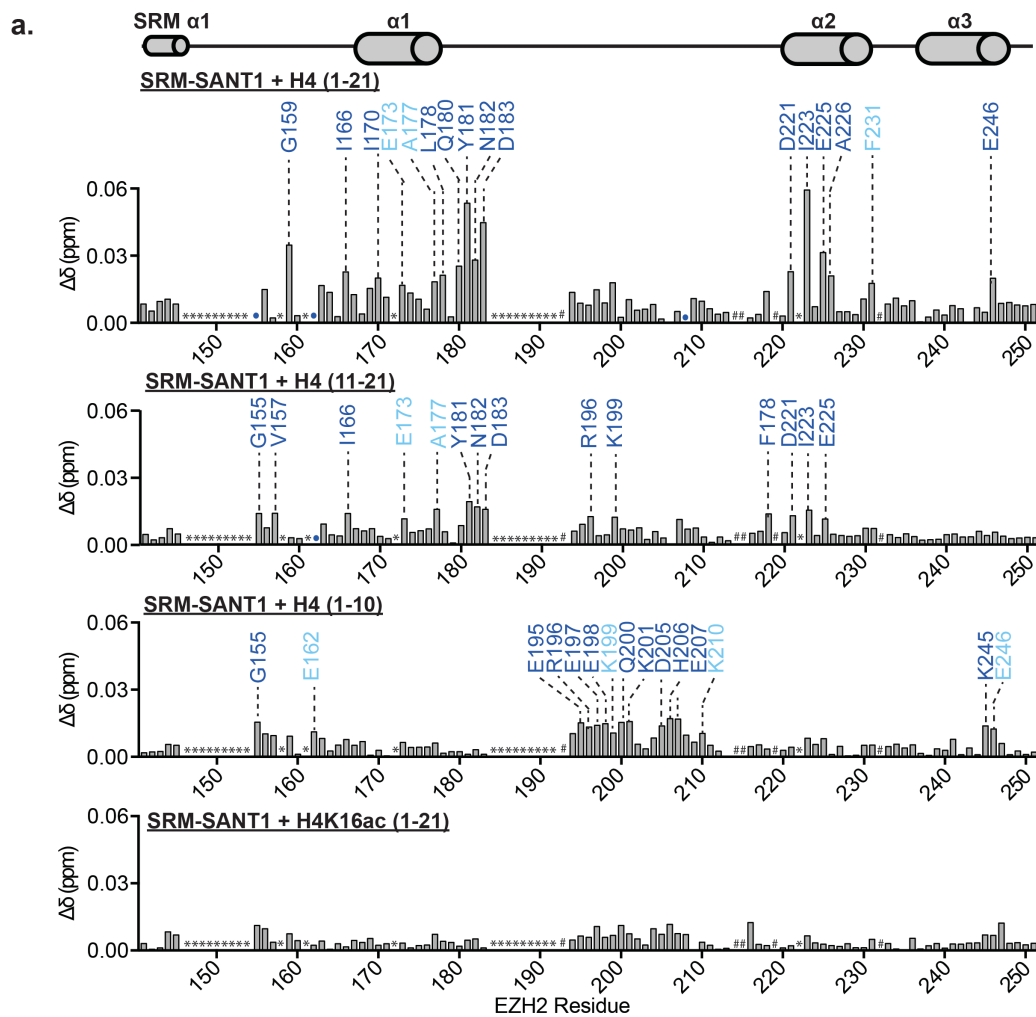 a.
SRM α1 α1 α2 α3
SRM-SANT1 + H4 (1-21)
G159 I166 I170 E173 A177 L178 Q180 Y181 N182 D183 D221 I223 E225 A226 F231 E246
0.06
0.03
0.00
Δδ (ppm)
***********  * * * ********* # ## # * #
150 160 170 180 190 200 210 220 230 240 250
SRM-SANT1 + H4 (11-21)
G155 V157 I166 E173 A177 Y181 N182 D183 R196 K199 F178 D221 I223 E225
0.06
0.03
0.00
Δδ (ppm)
********* * * * ********* # ## # * #
150 160 170 180 190 200 210 220 230 240 250
SRM-SANT1 + H4 (1-10)
G155 E162 E195 R196 E197 E198 K199 Q200 K201 D205 H206 E207 K210 K245 E246
0.06
0.03
0.00
Δδ (ppm)
********* * * * ********* # ## # * #
150 160 170 180 190 200 210 220 230 240 250
SRM-SANT1 + H4K16ac (1-21)
0.06
0.03
0.00
Δδ (ppm)
********* * * * ********* # ## # * #
150 160 170 180 190 200 210 220 230 240 250
EZH2 Residue